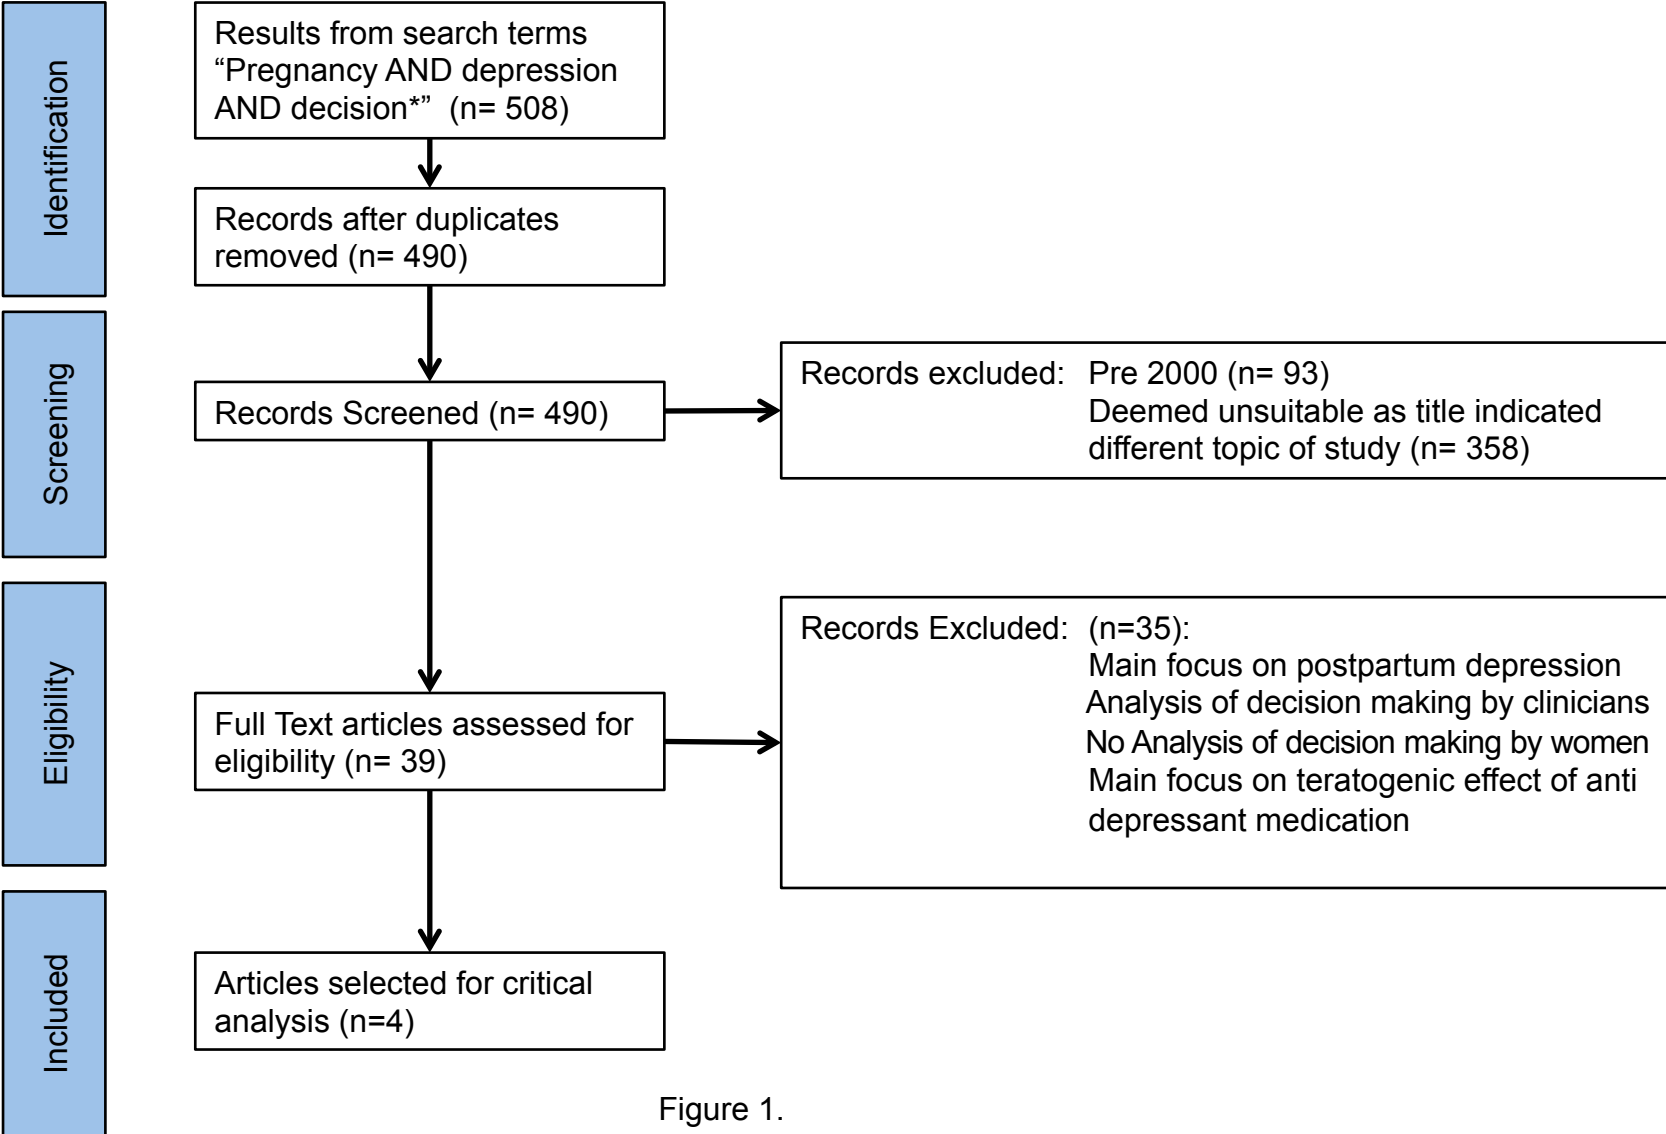 Identification
Results from search terms
“Pregnancy AND depression
AND decision*” (n= 508)
Records after duplicates
removed (n= 490)
Screening
Records Screened (n= 490)
Records excluded: Pre 2000 (n= 93)
Deemed unsuitable as title indicated
different topic of study (n= 358)
Eligibility
Full Text articles assessed for
eligibility (n= 39)
Records Excluded: (n=35):
Main focus on postpartum depression
Analysis of decision making by clinicians
No Analysis of decision making by women
Main focus on teratogenic effect of anti
depressant medication
Included
Articles selected for critical
analysis (n=4)
Figure 1.